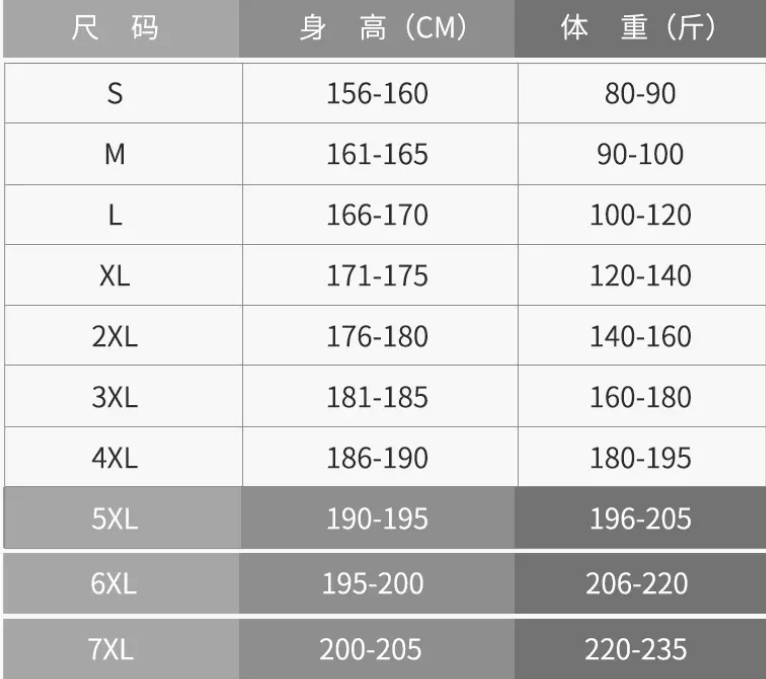 尺 码 身 高（CM） 体 重（斤）
S 156-160 80-90
M 161-165 90-100
L 166-170 100-120
XL 171-175 120-140
2XL 176-180 140-160
3XL 181-185 160-180
4XL 186-190 180-195
5XL 190-195 196-205
6XL 195-200 206-220
7XL 200-205 220-235